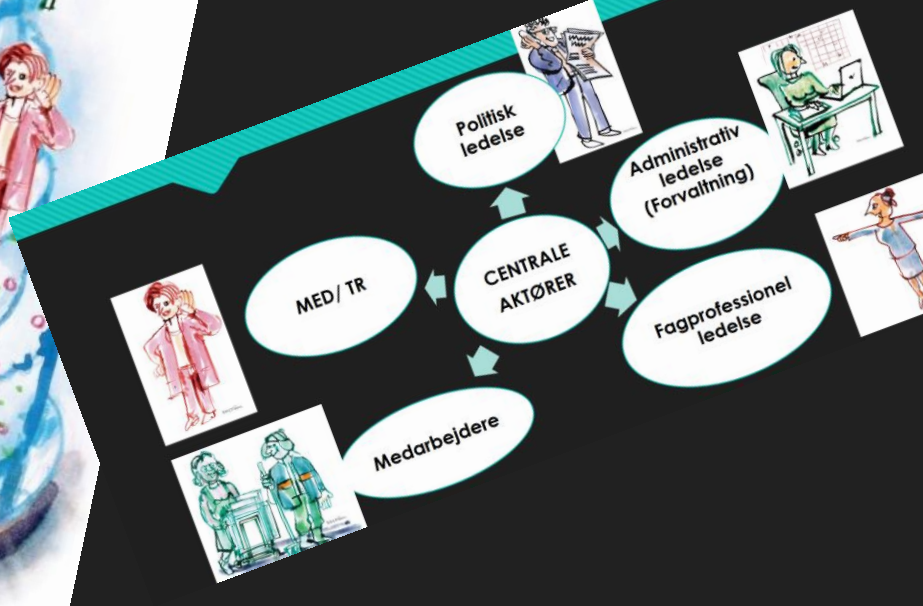 Politisk
ledelse
Administrativ
ledelse
(Forvaltning)
CENTRALE
AKTØRER
MED/ TR
Fagprofessionel
ledelse
Medarbejdere